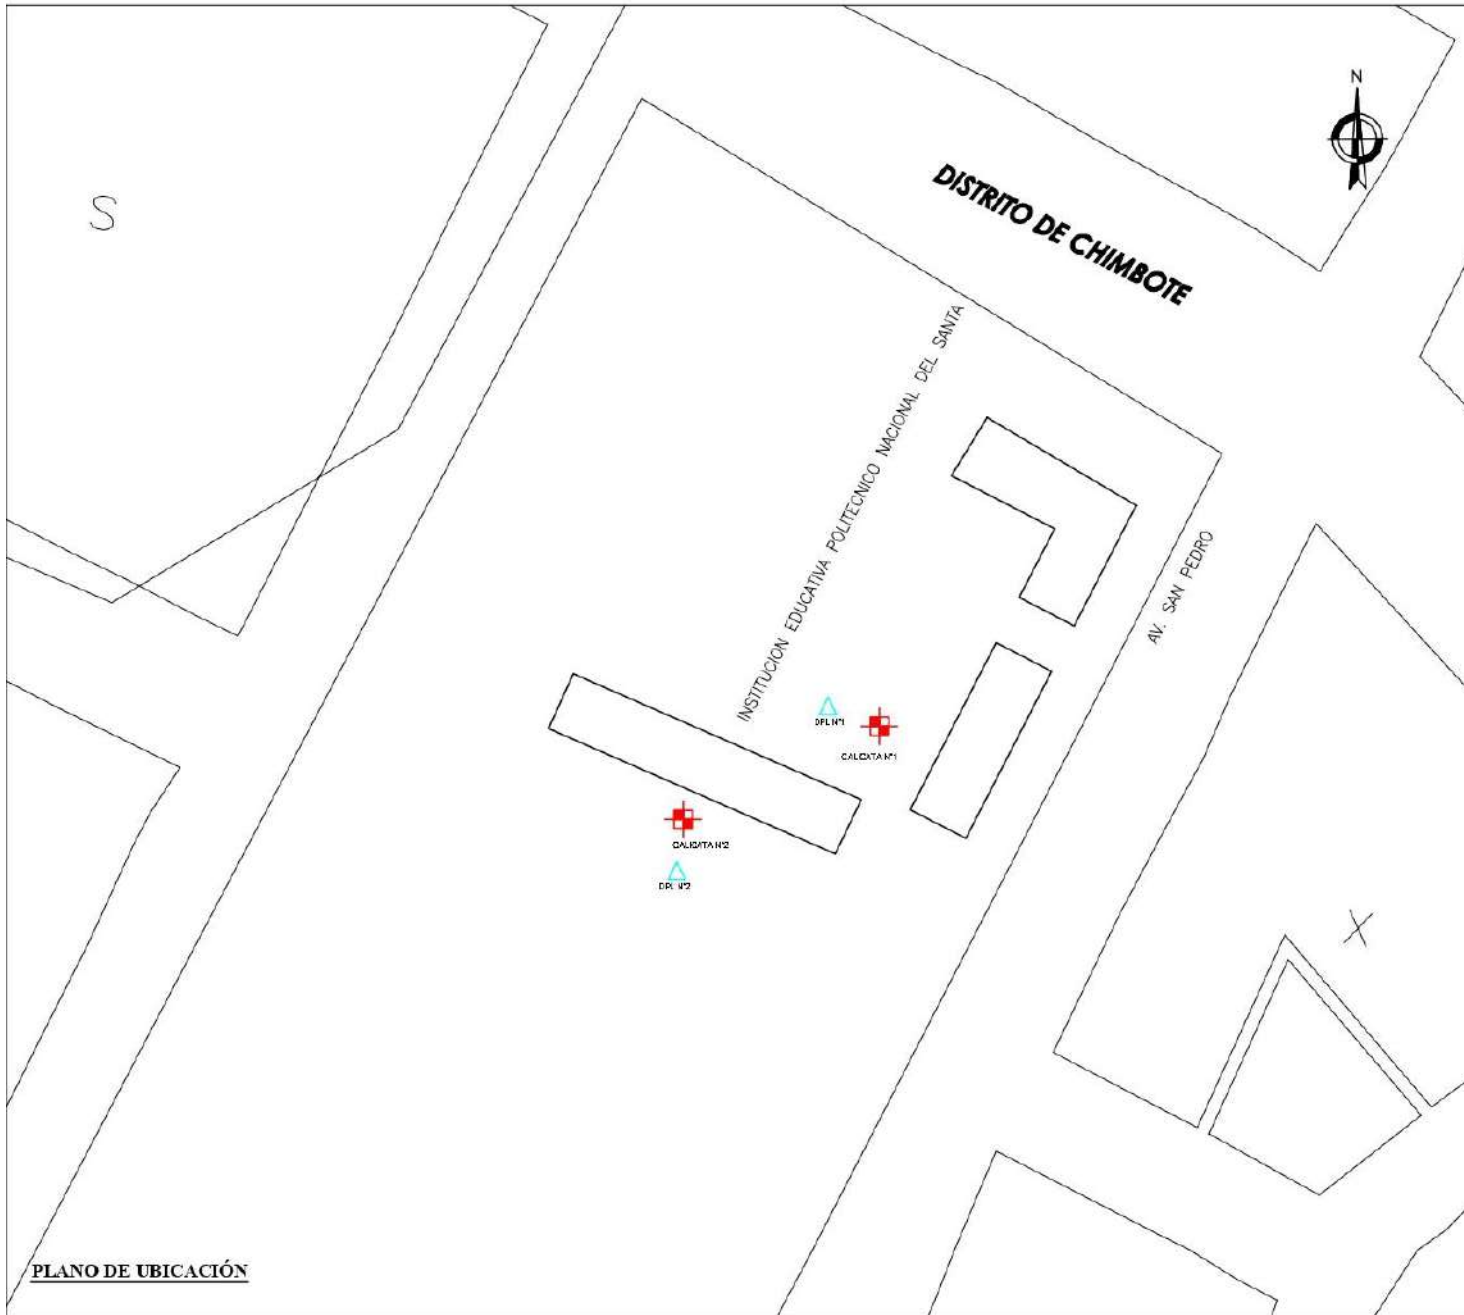 N
S
DISTRITO DE CHIMBOTE
INSTITUCION EDUCATIVA POLITECNICO NACIONAL DEL SANTA
AV. SAN PEDRO
DPL N°1
CALICATA N°1
CALICATA N°2
DPL N°2
X
PLANO DE UBICACIÓN